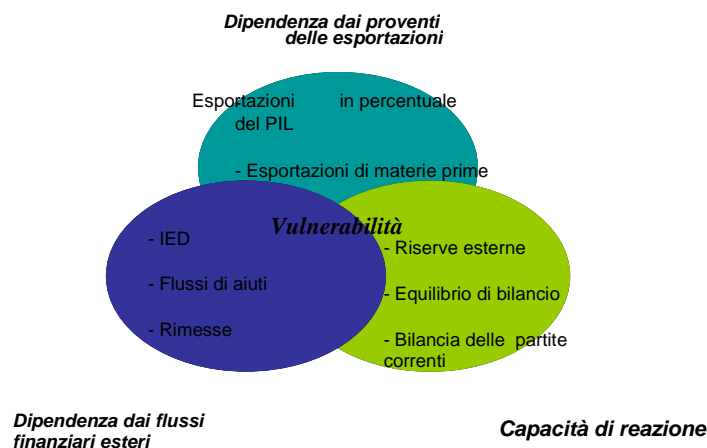 Dipendenza dai proventi
delle esportazioni
Esportazioni in percentuale
del PIL
- Esportazioni di materie prime
Vulnerabilità
- IED
- Flussi di aiuti
- Rimesse
- Riserve esterne
- Equilibrio di bilancio
- Bilancia delle partite
correnti
Dipendenza dai flussi
finanziari esteri
Capacità di reazione